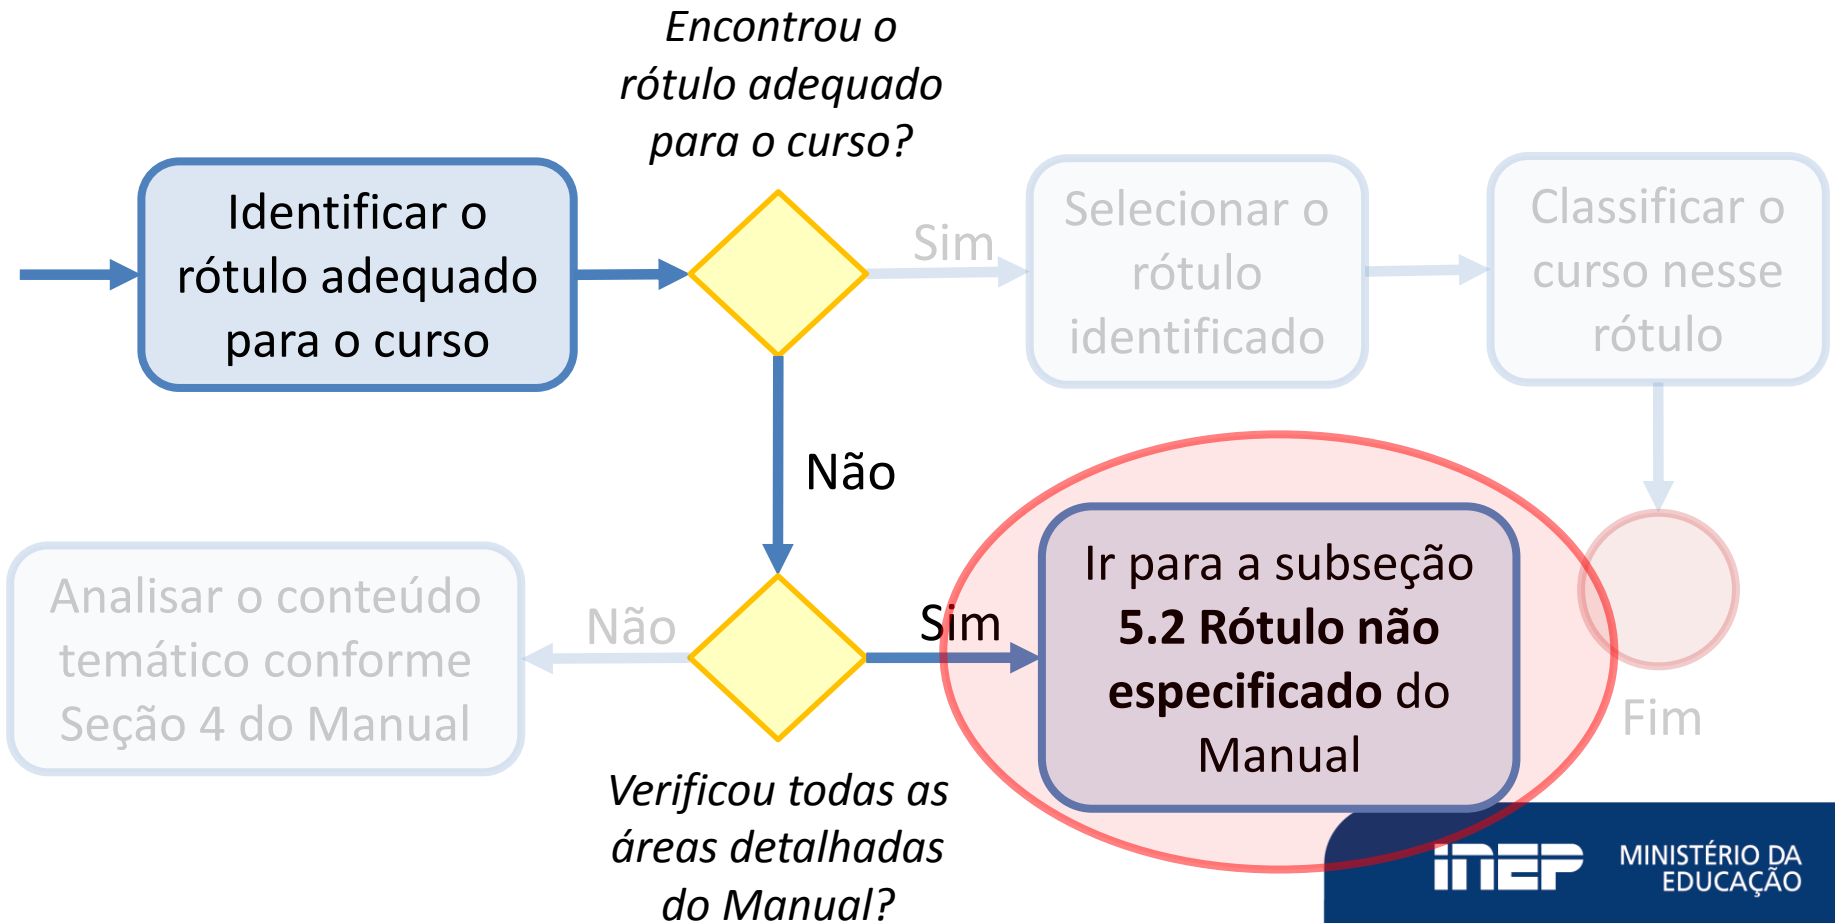 Encontrou o
rótulo adequado
para o curso?
Identificar o
rótulo adequado
para o curso
Sim
Selecionar o
rótulo
identificado
Classificar o
curso nesse
rótulo
Não
Analisar o conteúdo
temático conforme
Seção 4 do Manual
Não
Sim
Ir para a subseção
5.2 Rótulo não
especificado do
Manual
Fim
Verificou todas as
áreas detalhadas
do Manual?
INEP
MINISTÉRIO DA
EDUCAÇÃO